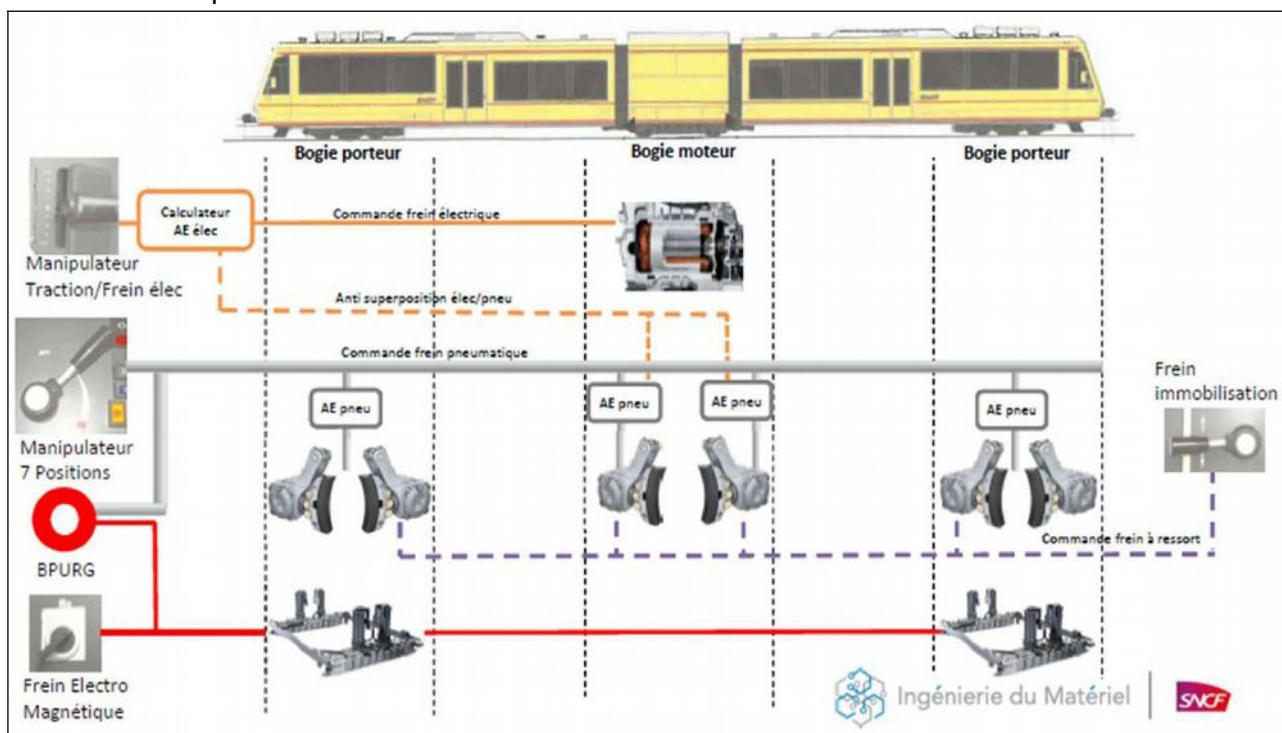 Bogie porteur
Bogie moteur
Bogie porteur
Calculateur
AE élec
Commande frein électrique
Manipulateur
Traction/Frein élec
Anti superposition élec/pneu
Commande frein pneumatique
Frein
immobilisation
AE pneu
AE pneu
AE pneu
AE pneu
Manipulateur
7 Positions
Commande frein à ressort
BPURG
Frein Electro
Magnétique
Ingénierie du Matériel
SNCF